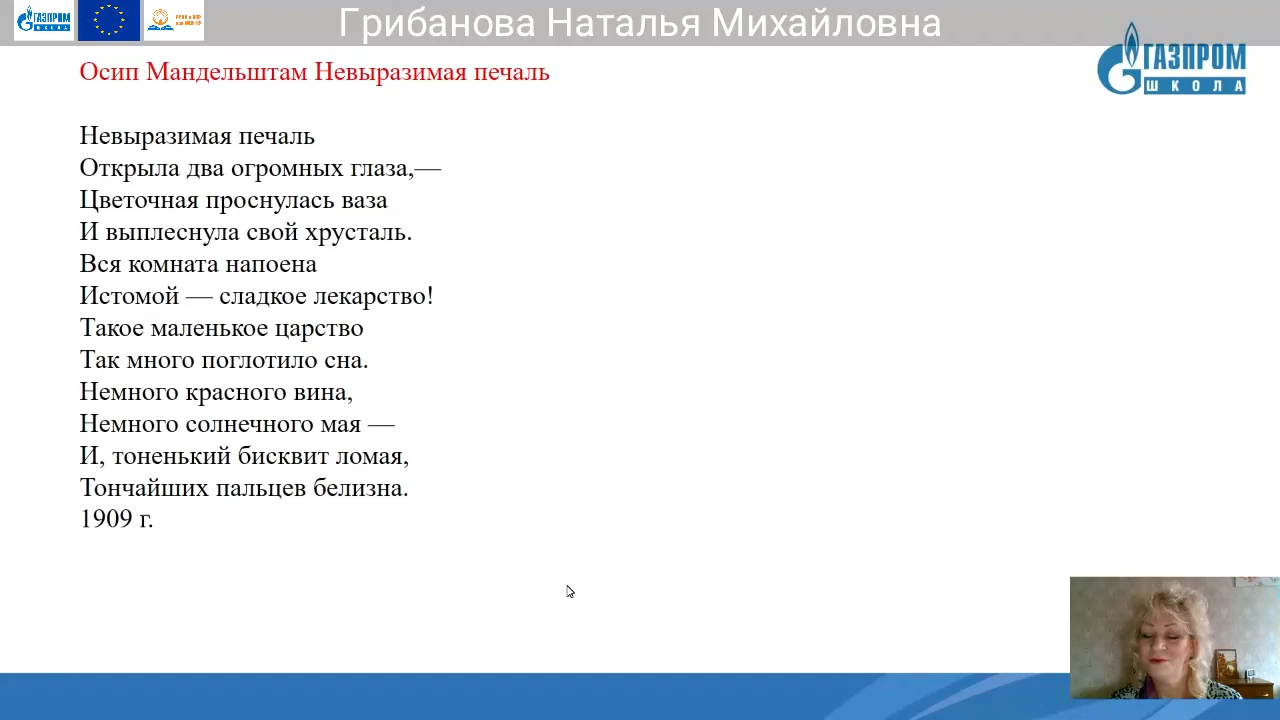 ГАЗПРОМ
ШКОЛА
Грибанова Наталья Михайловна
ГАЗПРОМ
ШКОЛА
Осип Мандельштам Невыразимая печаль
Невыразимая печаль
Открыла два огромных глаза,—
Цветочная проснулась ваза
И выплеснула свой хрусталь.
Вся комната напоена
Истомой — сладкое лекарство!
Такое маленькое царство
Так много поглотило сна.
Немного красного вина,
Немного солнечного мая —
И, тоненький бисквит ломая,
Тончайших пальцев белизна.
1909 г.